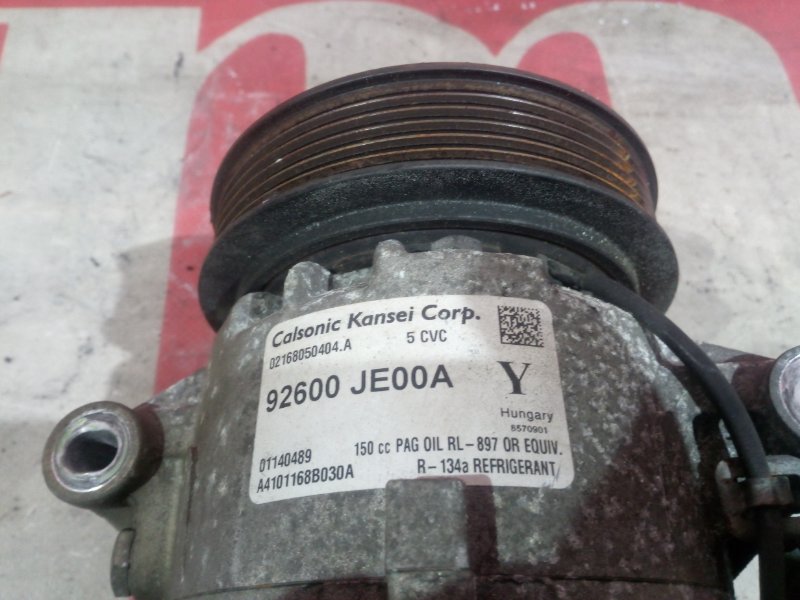 Calsonic Kansei Corp.
02168050404.A 5 CVC
92600 JE00A Y
Hungary
8570901
01140489 150 cc PAG OIL RL-897 OR EQUIV.
A4101168B030A R-134a REFRIGERANT